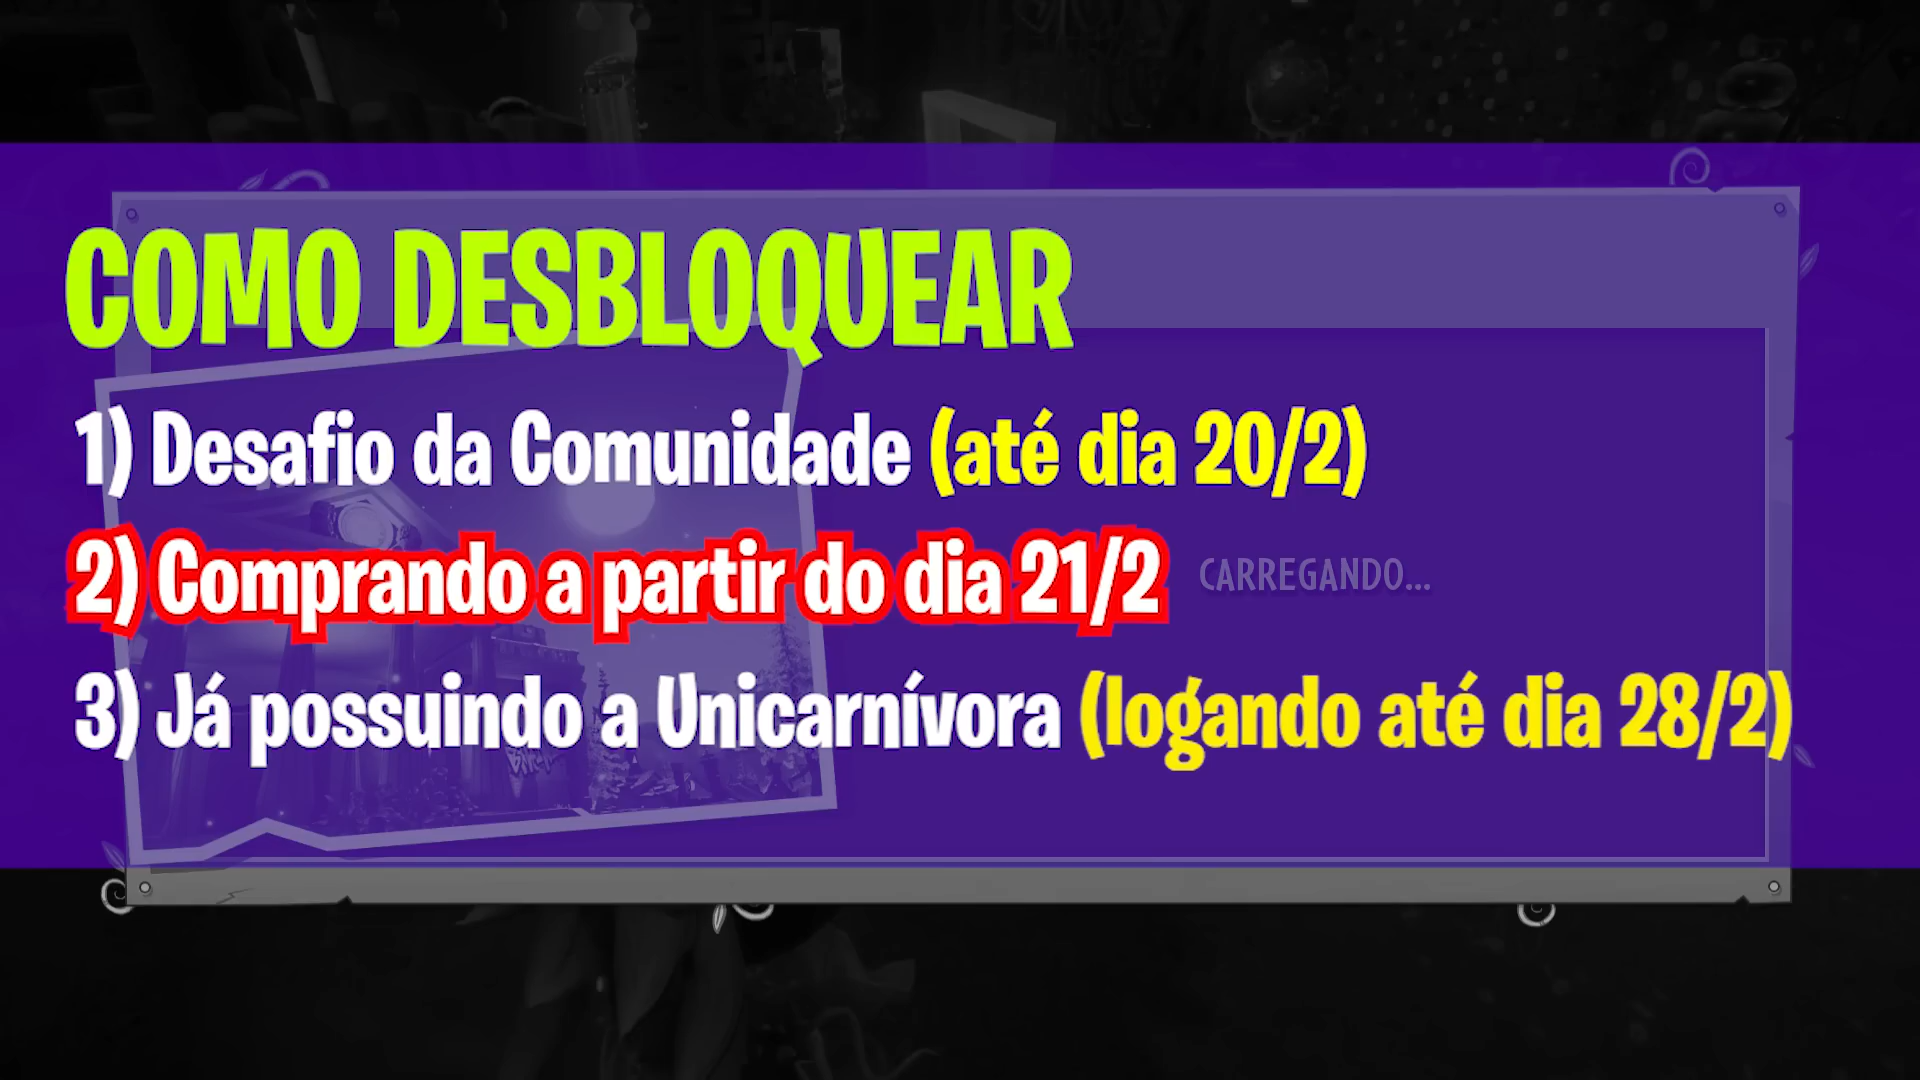 COMO DESBLOQUEAR
1) Desafio da Comunidade (até dia 20/2)
2) Comprando a partir do dia 21/2
CARREGANDO...
3) Já possuindo a Unicarnívora (logando até dia 28/2)